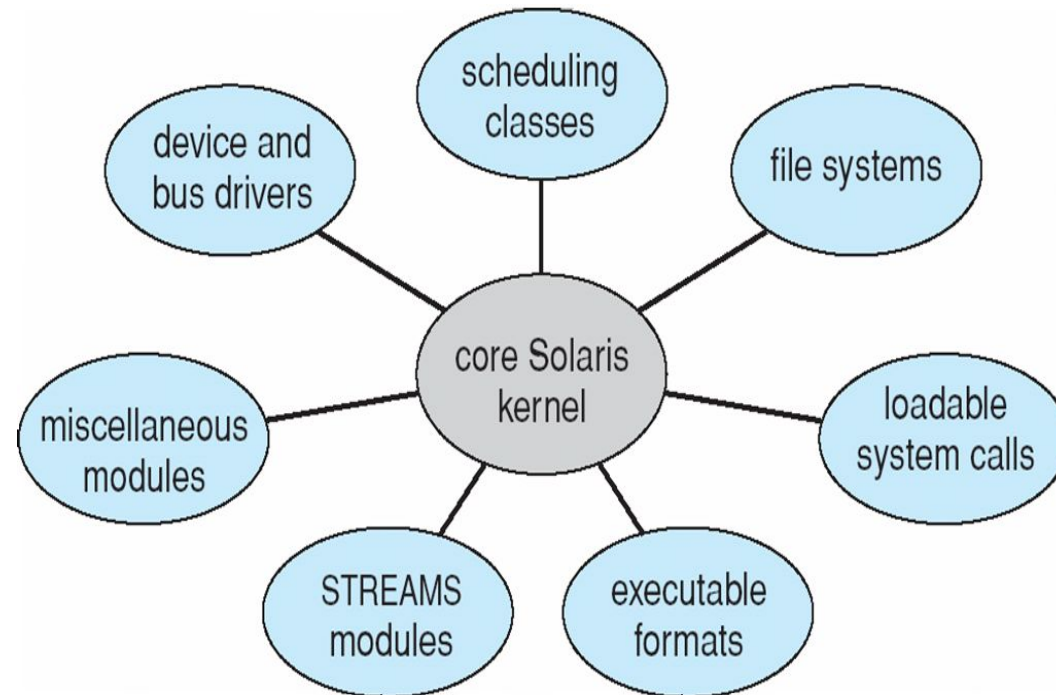 scheduling
classes
device and
bus drivers
file systems
core Solaris
kernel
miscellaneous
modules
loadable
system calls
STREAMS
modules
executable
formats